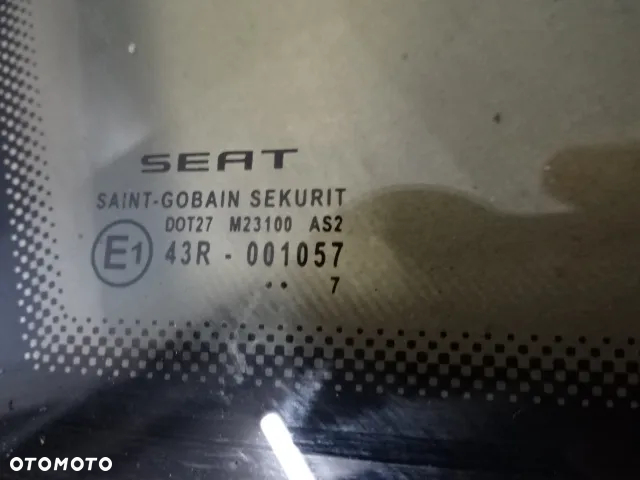 SEAT
SAINT-GOBAIN SEKURIT
DOT27 M23100 AS2
E1 43R - 001057
.. 7
OTOMOTO